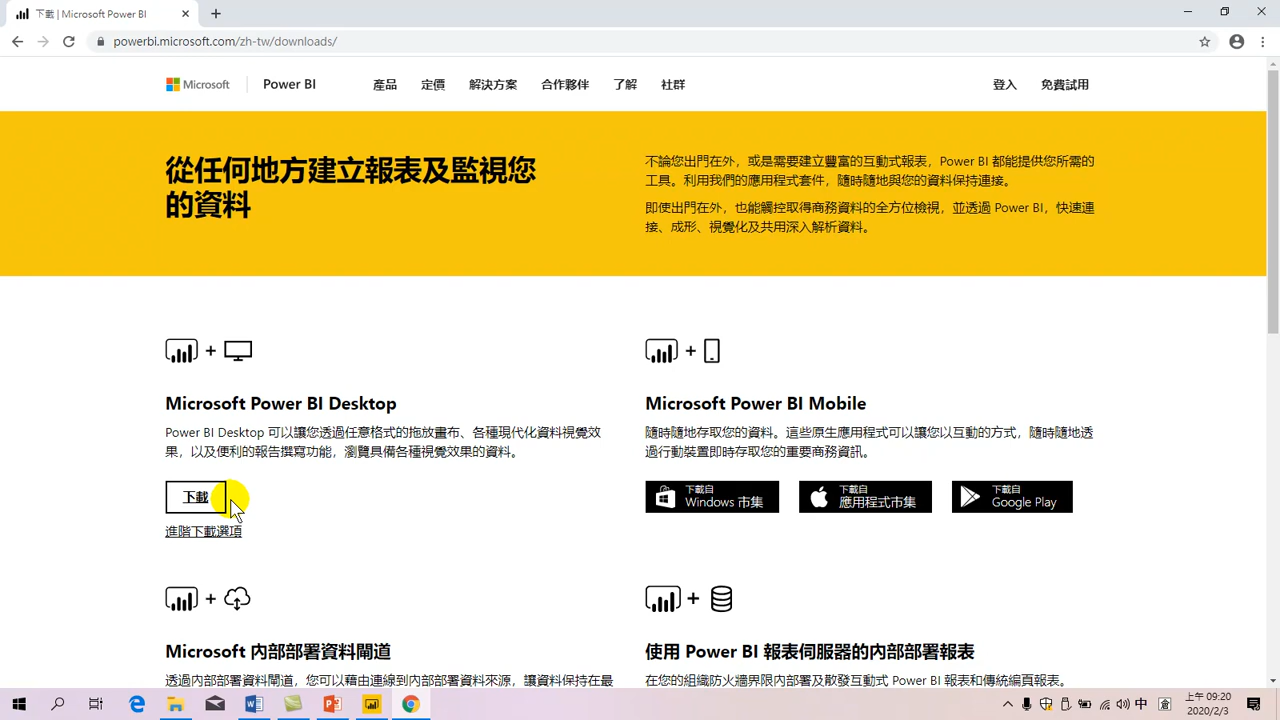 下載 | Microsoft Power BI
powerbi.microsoft.com/zh-tw/downloads/
Microsoft
Power BI
產品
定價
解決方案
合作夥伴
了解
社群
登入
免費試用
從任何地方建立報表及監視您
的資料
不論您出門在外，或是需要建立豐富的互動式報表，Power BI 都能提供您所需的
工具。利用我們的應用程式套件，隨時隨地與您的資料保持連接。
即使出門在外，也能觸控取得商務資料的全方位檢視，並透過 Power BI，快速連
接、成形、視覺化及共用深入解析資料。
Microsoft Power BI Desktop
Power BI Desktop 可以讓您透過任意格式的拖放畫布、各種現代化資料視覺效
果，以及便利的報告撰寫功能，瀏覽具備各種視覺效果的資料。
下載
進階下載選項
Microsoft Power BI Mobile
隨時隨地存取您的資料。這些原生應用程式可以讓您以互動的方式，隨時隨地透
過行動裝置即時存取您的重要商務資訊。
下載自
Windows 市集
下載自
應用程式市集
下載自
Google Play
Microsoft 內部部署資料閘道
透過內部部署資料閘道，您可以藉由連線到內部部署資料來源，讓資料保持在最
使用 Power BI 報表伺服器的內部部署報表
在您的組織防火牆界限內部署及散發互動式 Power BI 報表和傳統編頁報表。
中
倉
上午 09:20
2020/2/3